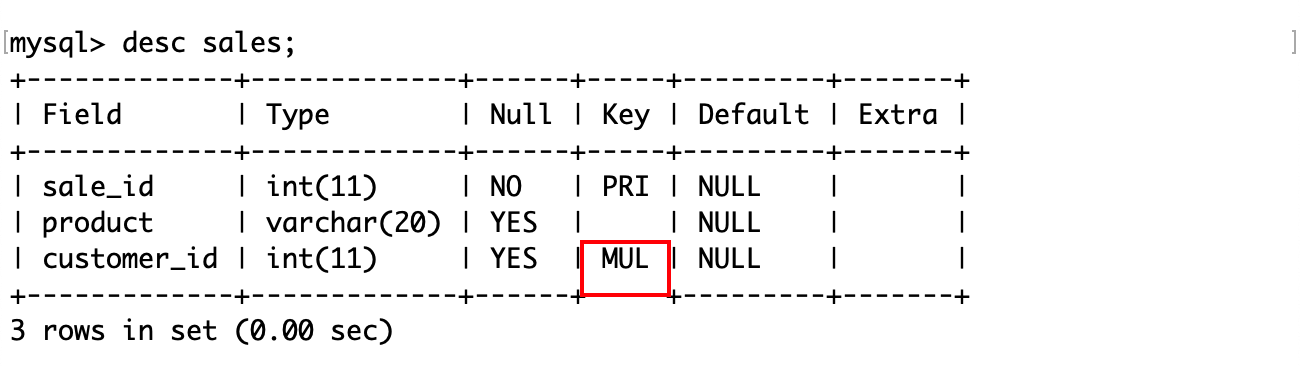 [mysql> desc sales; ]
+-------------+-------------+------+-----+---------+-------+
| Field       | Type        | Null | Key | Default | Extra |
+-------------+-------------+------+-----+---------+-------+
| sale_id     | int(11)     | NO   | PRI | NULL    |       |
| product     | varchar(20) | YES  |     | NULL    |       |
| customer_id | int(11)     | YES  | MUL | NULL    |       |
+-------------+-------------+------+-----+---------+-------+
3 rows in set (0.00 sec)